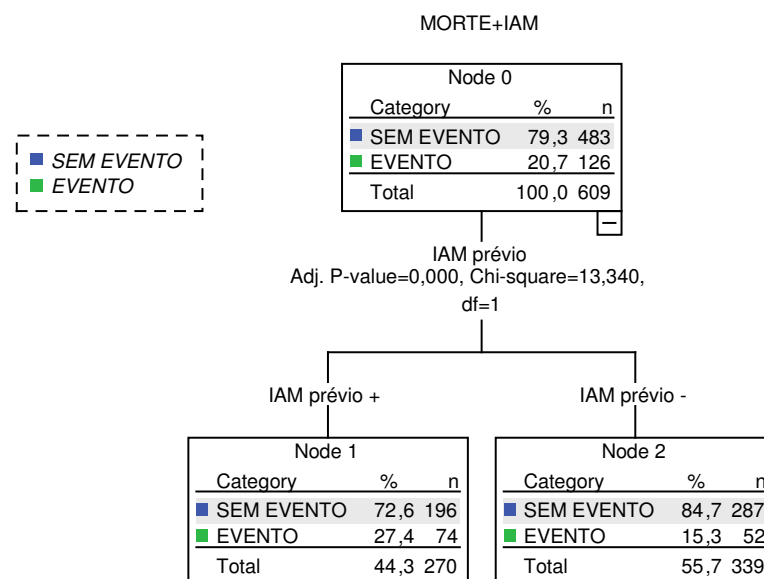 MORTE+IAM
Node 0
Category % n
SEM EVENTO 79,3 483
EVENTO 20,7 126
Total 100,0 609
SEM EVENTO
EVENTO
IAM prévio
Adj. P-value=0,000, Chi-square=13,340,
df=1
IAM prévio +
IAM prévio -
Node 1
Category % n
SEM EVENTO 72,6 196
EVENTO 27,4 74
Total 44,3 270
Node 2
Category % n
SEM EVENTO 84,7 287
EVENTO 15,3 52
Total 55,7 339